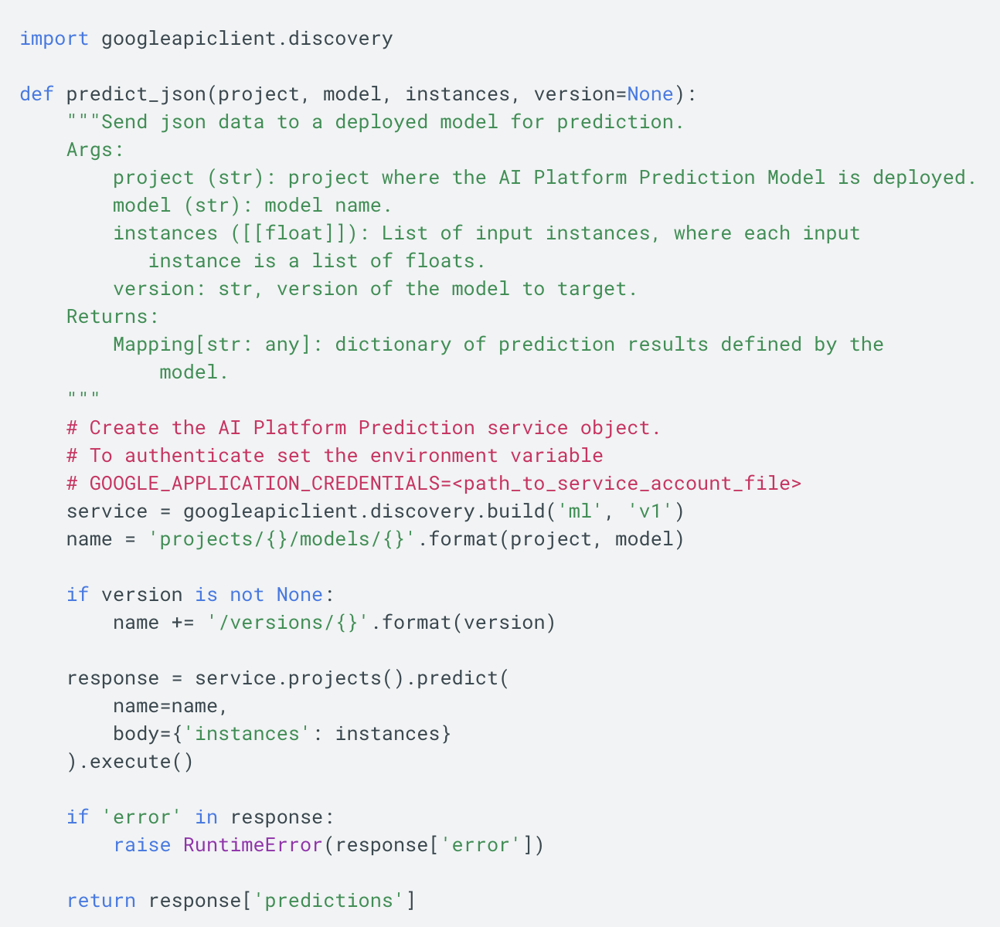 import googleapiclient.discovery

def predict_json(project, model, instances, version=None):
    """Send json data to a deployed model for prediction.
    Args:
        project (str): project where the AI Platform Prediction Model is deployed.
        model (str): model name.
        instances ([[float]]): List of input instances, where each input
           instance is a list of floats.
        version: str, version of the model to target.
    Returns:
        Mapping[str: any]: dictionary of prediction results defined by the
            model.
    """
    # Create the AI Platform Prediction service object.
    # To authenticate set the environment variable
    # GOOGLE_APPLICATION_CREDENTIALS=<path_to_service_account_file>
    service = googleapiclient.discovery.build('ml', 'v1')
    name = 'projects/{}/models/{}'.format(project, model)

    if version is not None:
        name += '/versions/{}'.format(version)

    response = service.projects().predict(
        name=name,
        body={'instances': instances}
    ).execute()

    if 'error' in response:
        raise RuntimeError(response['error'])

    return response['predictions']